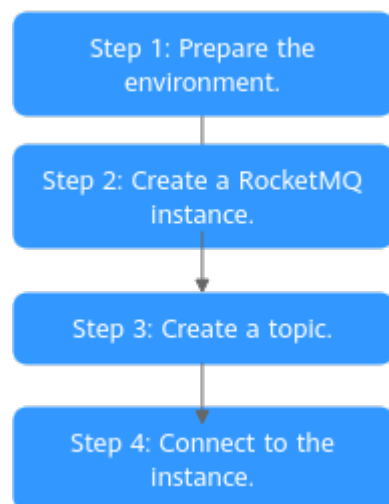 Step 1: Prepare the
environment.
Step 2: Create a RocketMQ
instance.
Step 3: Create a topic.
Step 4: Connect to the
instance.